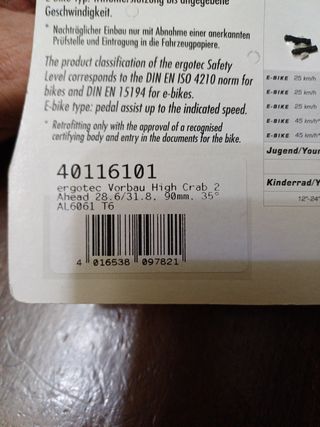 Geschwindigkeit.
* Nachträglicher Einbau nur mit Abnahme einer anerkannten
Prüfstelle und Eintragung in die Fahrzeugpapiere.
The product classification of the ergotec Safety
Level corresponds to the DIN EN ISO 4210 norm for
bikes and DIN EN 15194 for e-bikes.
E-bike type: pedal assist up to the indicated speed.
* Retrofitting only with the approval of a recognised
certifying body and entry in the documents for the bike.
E-BIKE 25 km/h
E-BIKE 25 km/h
E-BIKE 25 km/h
E-BIKE 45 km/h*
E-BIKE 45 km/h*
Jugend/Your
Kinderrad/Y
12"-24"
40116101
ergotec Vorbau High Crab 2
Ahead 28.6/31.8, 90mm, 35°
AL6061 T6
4 016538 097821